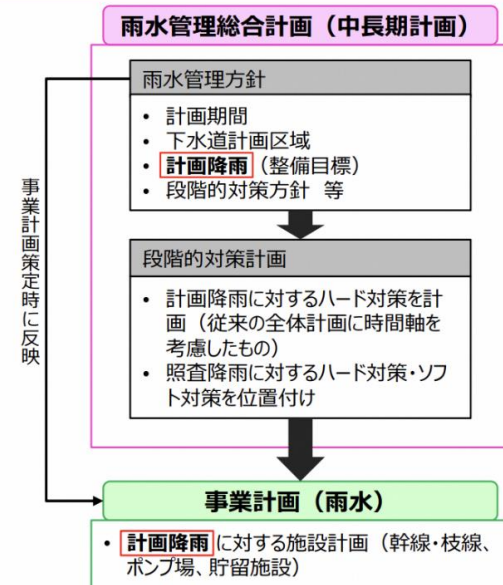 雨水管理総合計画（中長期計画）
雨水管理方針
• 計画期間
• 下水道計画区域
• 計画降雨（整備目標）
• 段階的対策方針 等
事業計画策定時に反映
段階的対策計画
• 計画降雨に対するハード対策を計
画（従来の全体計画に時間軸を
考慮したもの）
• 照査降雨に対するハード対策・ソフ
ト対策を位置付け
事業計画（雨水）
• 計画降雨に対する施設計画（幹線・枝線、
ポンプ場、貯留施設）